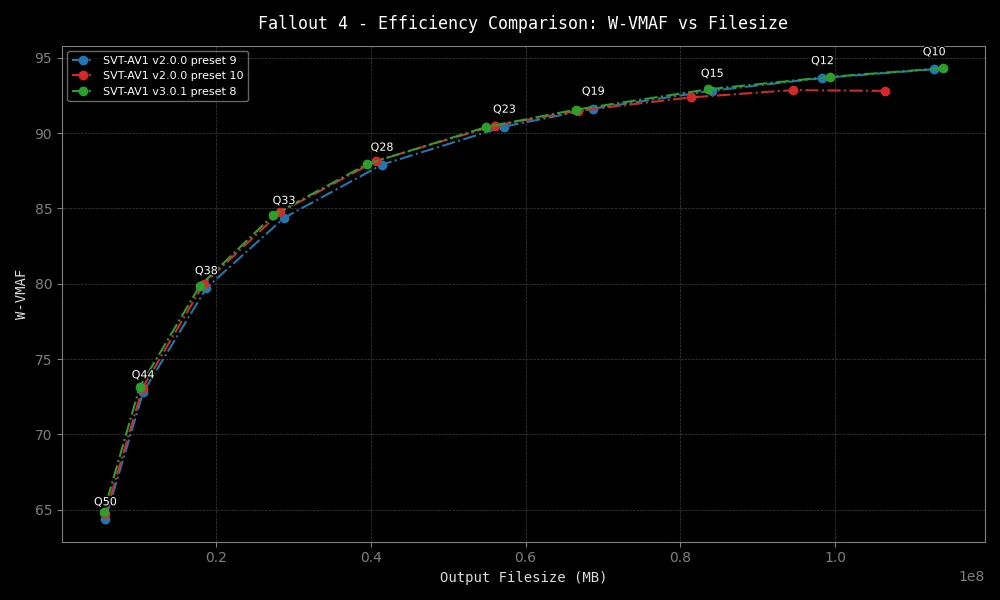 Fallout 4 - Efficiency Comparison: W-VMAF vs Filesize
SVT-AV1 v2.0.0 preset 9
SVT-AV1 v2.0.0 preset 10
SVT-AV1 v3.0.1 preset 8
Q10
Q12
Q15
Q19
Q23
Q28
Q33
Q38
Q44
Q50
95
90
85
80
75
70
65
W-VMAF
0.2 0.4 0.6 0.8 1.0
1e8
Output Filesize (MB)